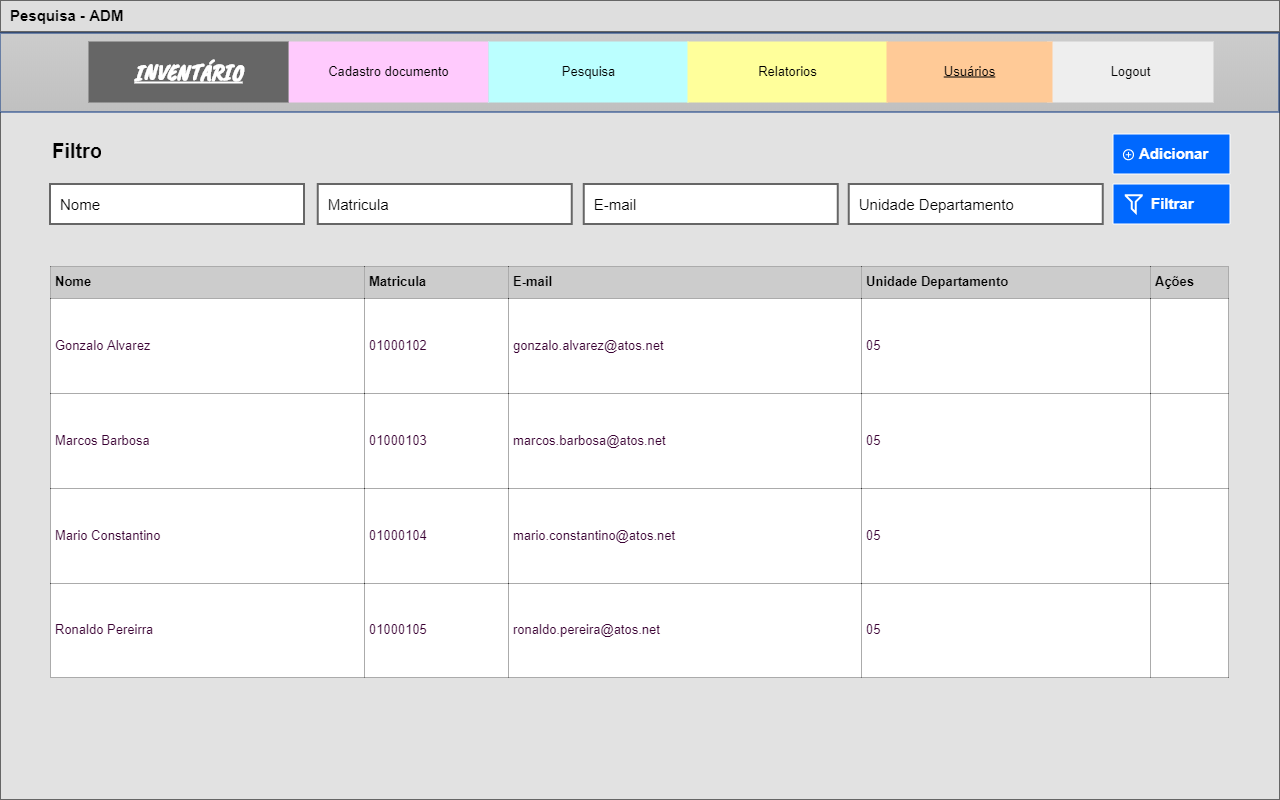 Pesquisa - ADM
INVENTÁRIO Cadastro documento Pesquisa Relatorios Usuários Logout
Filtro
Adicionar
Nome Matricula E-mail Unidade Departamento Filtrar
Nome Matricula E-mail Unidade Departamento Ações
Gonzalo Alvarez 01000102 gonzalo.alvarez@atos.net 05
Marcos Barbosa 01000103 marcos.barbosa@atos.net 05
Mario Constantino 01000104 mario.constantino@atos.net 05
Ronaldo Pereirra 01000105 ronaldo.pereira@atos.net 05